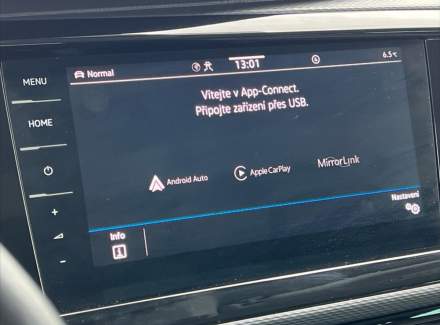 MENU
Normal
13:01
6.5°C
Vítejte v App-Connect.
Připojte zařízení přes USB.
HOME
Android Auto
Apple CarPlay
MirrorLink
Nastavení
Info
+
-